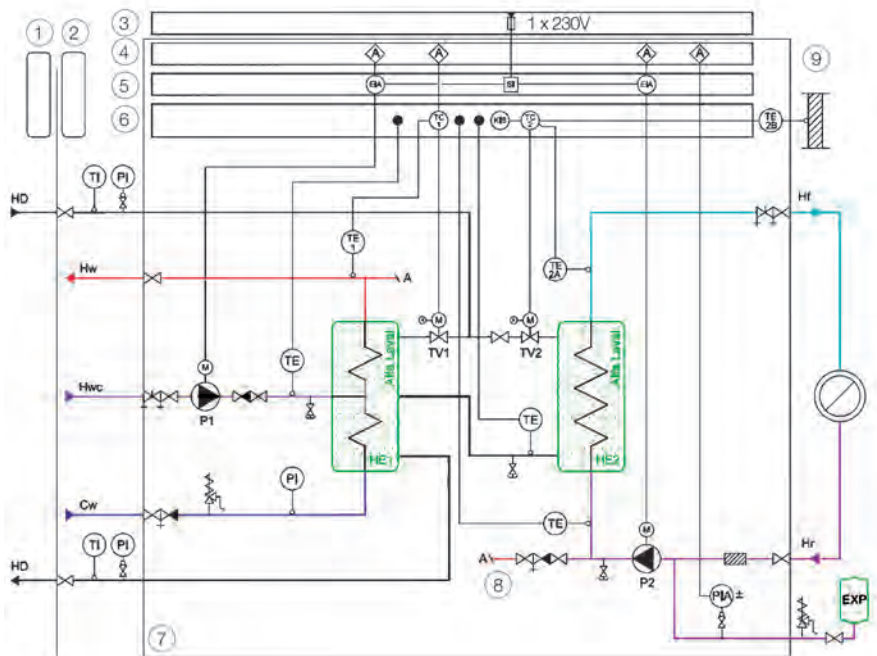 3
1 x 230V
1
2
4
A
A
A
A
9
5
EIA
SII
EIA
6
TC
1
TC
2
TE
2B
TI
PI
HD
Hf
TE
1
TE
2A
Hw
A
M
M
TV1
TV2
Alfa Laval
Alfa Laval
M
TE
Hwc
P1
TE
HE1
HE2
PI
Cw
TE
M
Hr
TI
PI
A
HD
8
P2
PIA
±
EXP
7